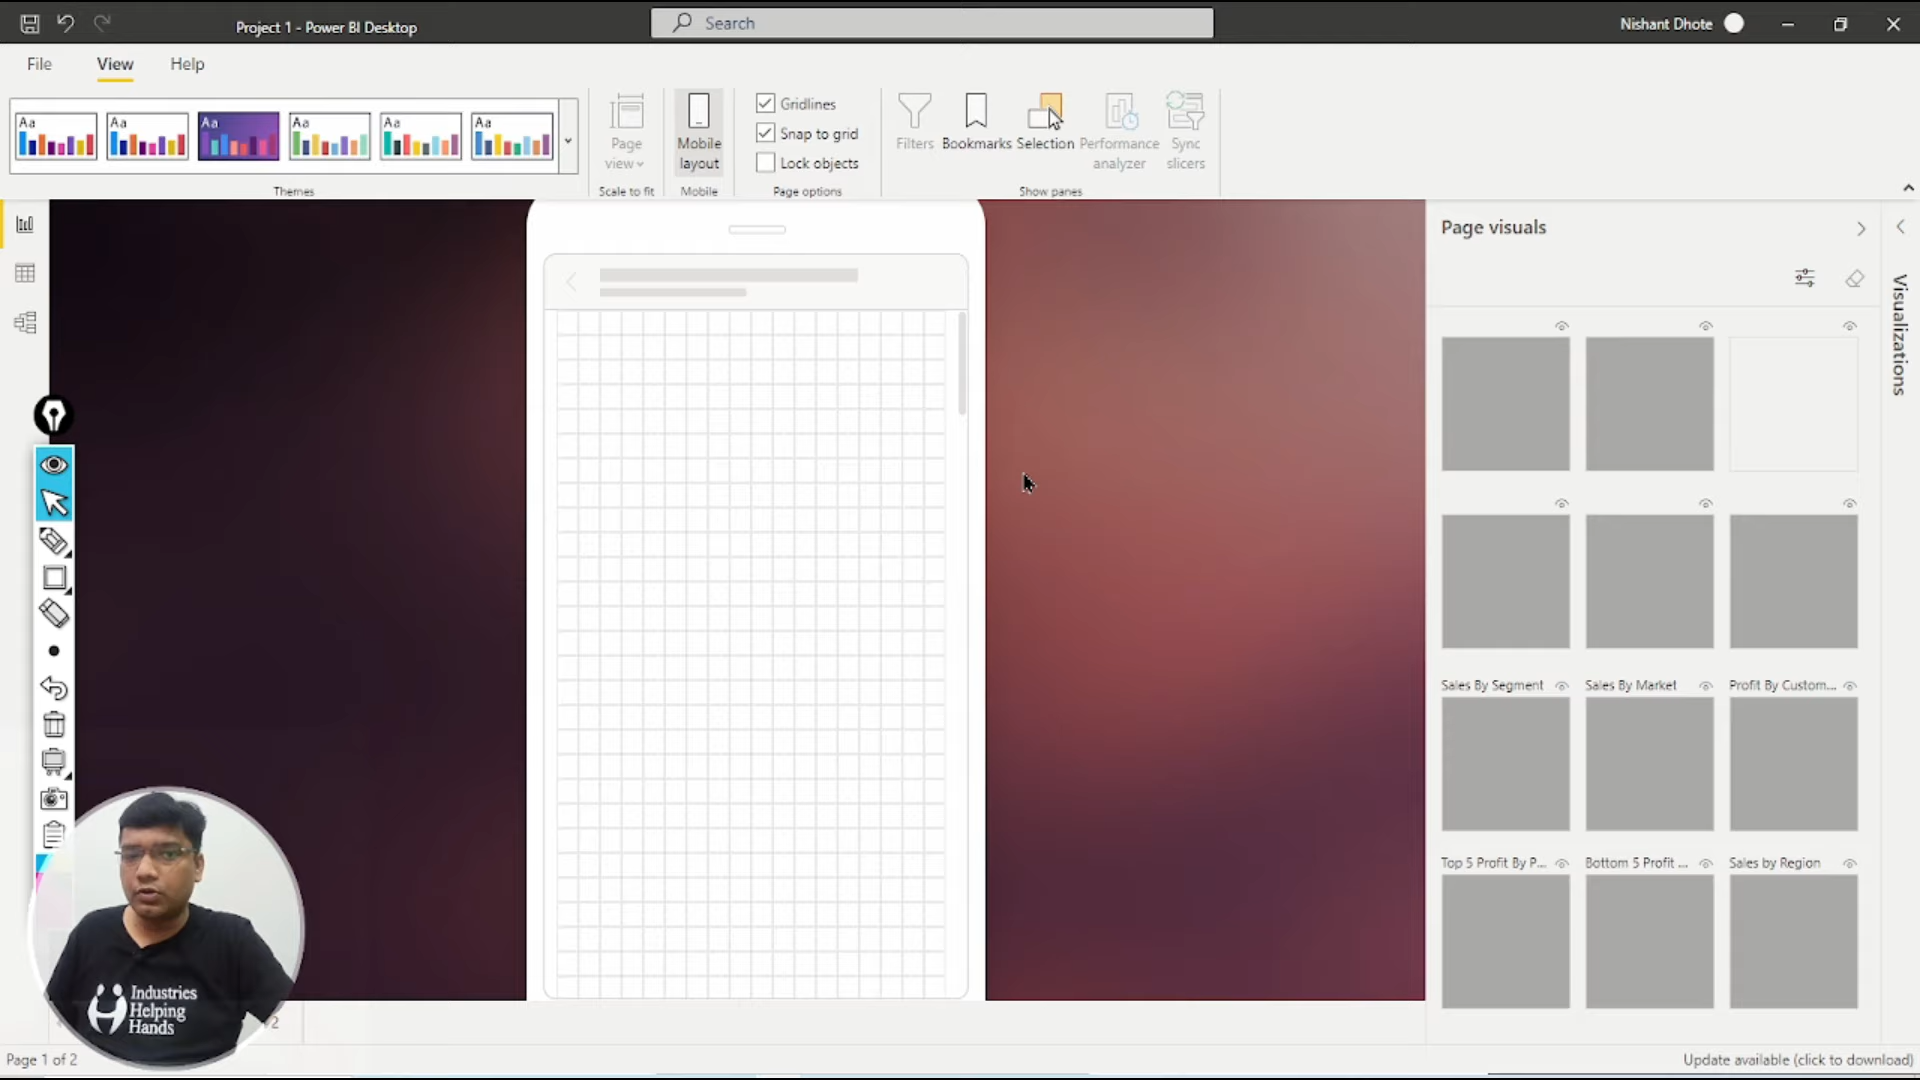 Project 1 - Power BI Desktop
Search
Nishant Dhote
File
View
Help
Aa
Aa
Aa
Aa
Aa
Aa
Themes
Page
view
Scale to fit
Mobile
layout
Mobile
Gridlines
Snap to grid
Lock objects
Page options
Filters
Bookmarks
Selection
Performance
analyzer
Sync
slicers
Show panes
Page visuals
Visualizations
Sales By Segment
Sales By Market
Profit By Custom...
Top 5 Profit By P...
Bottom 5 Profit ...
Sales by Region
Industries
Helping
Hands
2
Page 1 of 2
Update available (click to download)